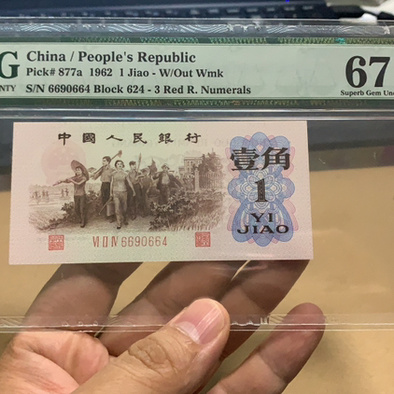 G China / People's Republic
Pick# 877a 1962 1 Jiao - W/Out Wmk 67
S/N 6690664 Block 624 - 3 Red R. Numerals Superb Gem Unc
中國人民銀行
壹角
1
YI
JIAO
VI II IV 6690664